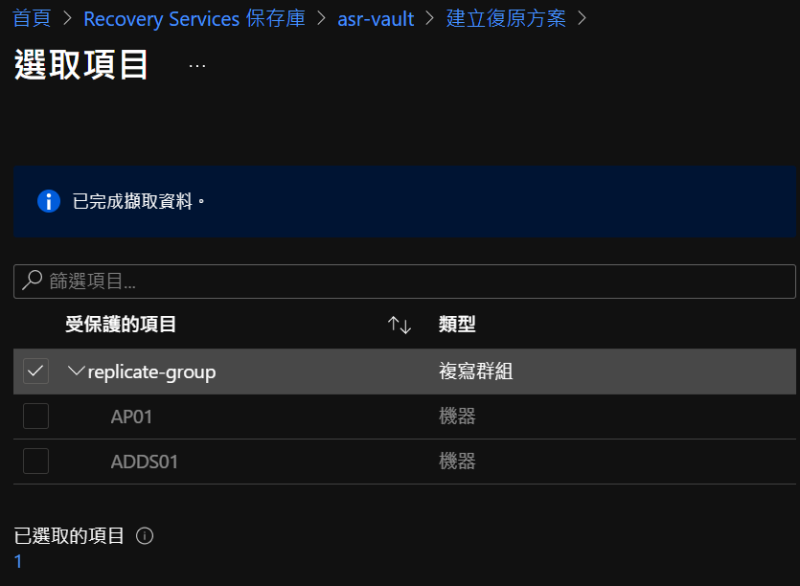 首頁 > Recovery Services 保存庫 > asr-vault > 建立復原方案 >
選取項目 ...
已完成擷取資料。
篩選項目...
受保護的項目 ↑↓ 類型
replicate-group 複寫群組
AP01 機器
ADDS01 機器
已選取的項目
1